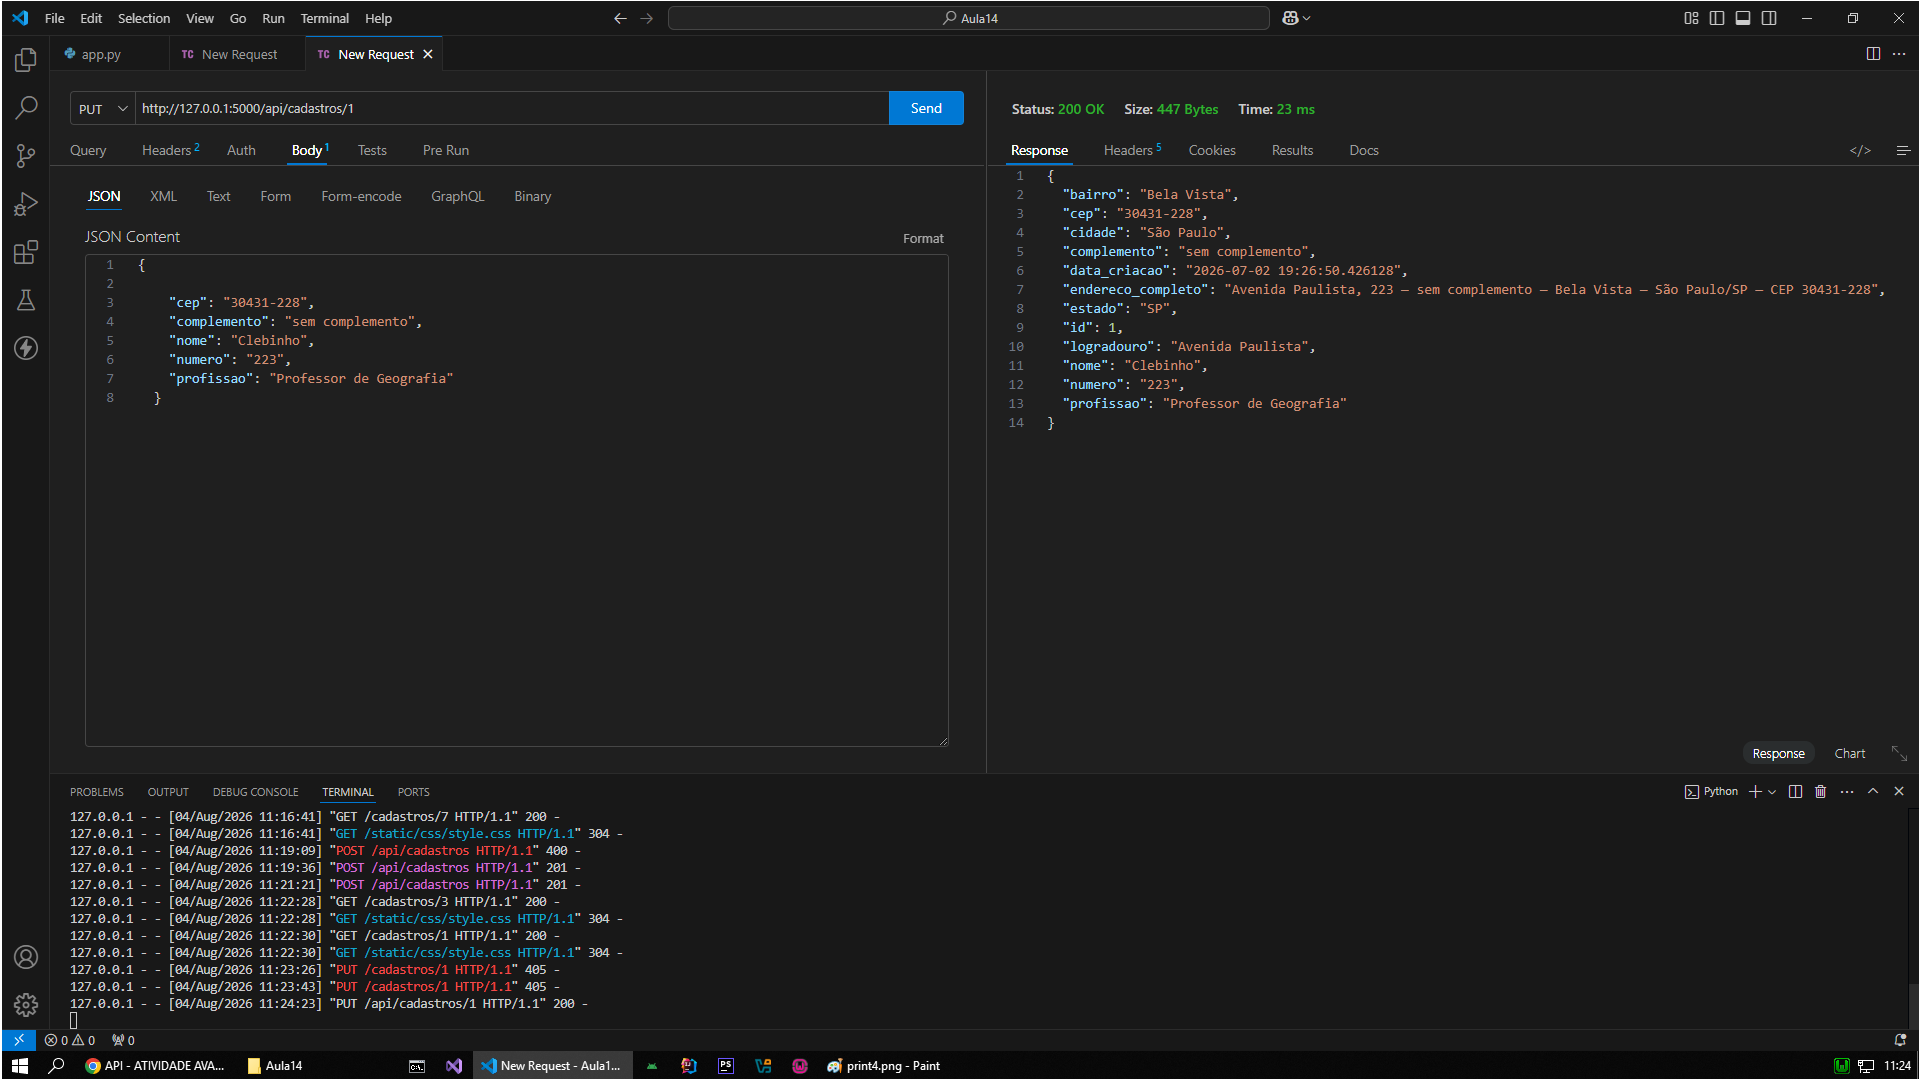 File Edit Selection View Go Run Terminal Help
Aula14
app.py
TC New Request
TC New Request
PUT http://127.0.0.1:5000/api/cadastros/1 Send
Query Headers 2 Auth Body 1 Tests Pre Run
JSON XML Text Form Form-encode GraphQL Binary
JSON Content Format
1 {
2
3 "cep": "30431-228",
4 "complemento": "sem complemento",
5 "nome": "Clebinho",
6 "numero": "223",
7 "profissao": "Professor de Geografia"
8 }
Status: 200 OK Size: 447 Bytes Time: 23 ms
Response Headers 5 Cookies Results Docs </>
1 {
2 "bairro": "Bela Vista",
3 "cep": "30431-228",
4 "cidade": "São Paulo",
5 "complemento": "sem complemento",
6 "data_criacao": "2026-07-02 19:26:50.426128",
7 "endereco_completo": "Avenida Paulista, 223 – sem complemento – Bela Vista – São Paulo/SP – CEP 30431-228",
8 "estado": "SP",
9 "id": 1,
10 "logradouro": "Avenida Paulista",
11 "nome": "Clebinho",
12 "numero": "223",
13 "profissao": "Professor de Geografia"
14 }
Response Chart
PROBLEMS OUTPUT DEBUG CONSOLE TERMINAL PORTS
Python
127.0.0.1 - - [04/Aug/2026 11:16:41] "GET /cadastros/7 HTTP/1.1" 200 -
127.0.0.1 - - [04/Aug/2026 11:16:41] "GET /static/css/style.css HTTP/1.1" 304 -
127.0.0.1 - - [04/Aug/2026 11:19:09] "POST /api/cadastros HTTP/1.1" 400 -
127.0.0.1 - - [04/Aug/2026 11:19:36] "POST /api/cadastros HTTP/1.1" 201 -
127.0.0.1 - - [04/Aug/2026 11:21:21] "POST /api/cadastros HTTP/1.1" 201 -
127.0.0.1 - - [04/Aug/2026 11:22:28] "GET /cadastros/3 HTTP/1.1" 200 -
127.0.0.1 - - [04/Aug/2026 11:22:28] "GET /static/css/style.css HTTP/1.1" 304 -
127.0.0.1 - - [04/Aug/2026 11:22:30] "GET /cadastros/1 HTTP/1.1" 200 -
127.0.0.1 - - [04/Aug/2026 11:22:30] "GET /static/css/style.css HTTP/1.1" 304 -
127.0.0.1 - - [04/Aug/2026 11:23:26] "PUT /cadastros/1 HTTP/1.1" 405 -
127.0.0.1 - - [04/Aug/2026 11:23:43] "PUT /cadastros/1 HTTP/1.1" 405 -
127.0.0.1 - - [04/Aug/2026 11:24:23] "PUT /api/cadastros/1 HTTP/1.1" 200 -
0 0 0
API - ATIVIDADE AVA... Aula14 New Request - Aula1... PS print4.png - Paint 11:24